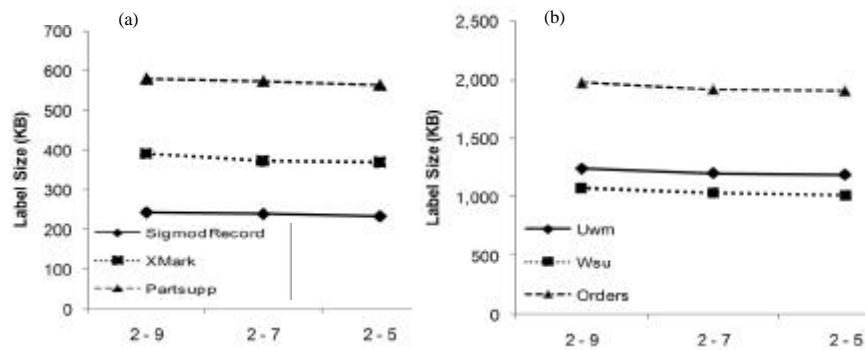 (a)
700
600
500
400
300
200
100
0
Label Size (KB)
SigmodRecord
XMark
Partsupp
2 - 9 2 - 7 2 - 5
(b)
2,500
2,000
1,500
1,000
500
0
Label Size (KB)
Uwm
Wsu
Orders
2 - 9 2 - 7 2 - 5